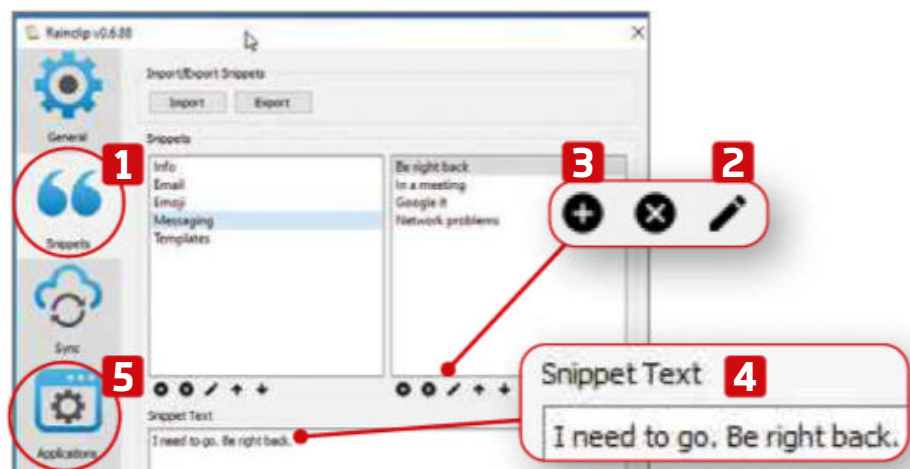 Rainclip v0.6.88
Import/Export Snippets
Import Export
General
Snippets
1
Info
Email
Emoji
Messaging
Templates
Be right back
In a meeting
Google it
Network problems
3
2
Snippets
Sync
5
Applications
Snippet Text
I need to go. Be right back.
Snippet Text 4
I need to go. Be right back.